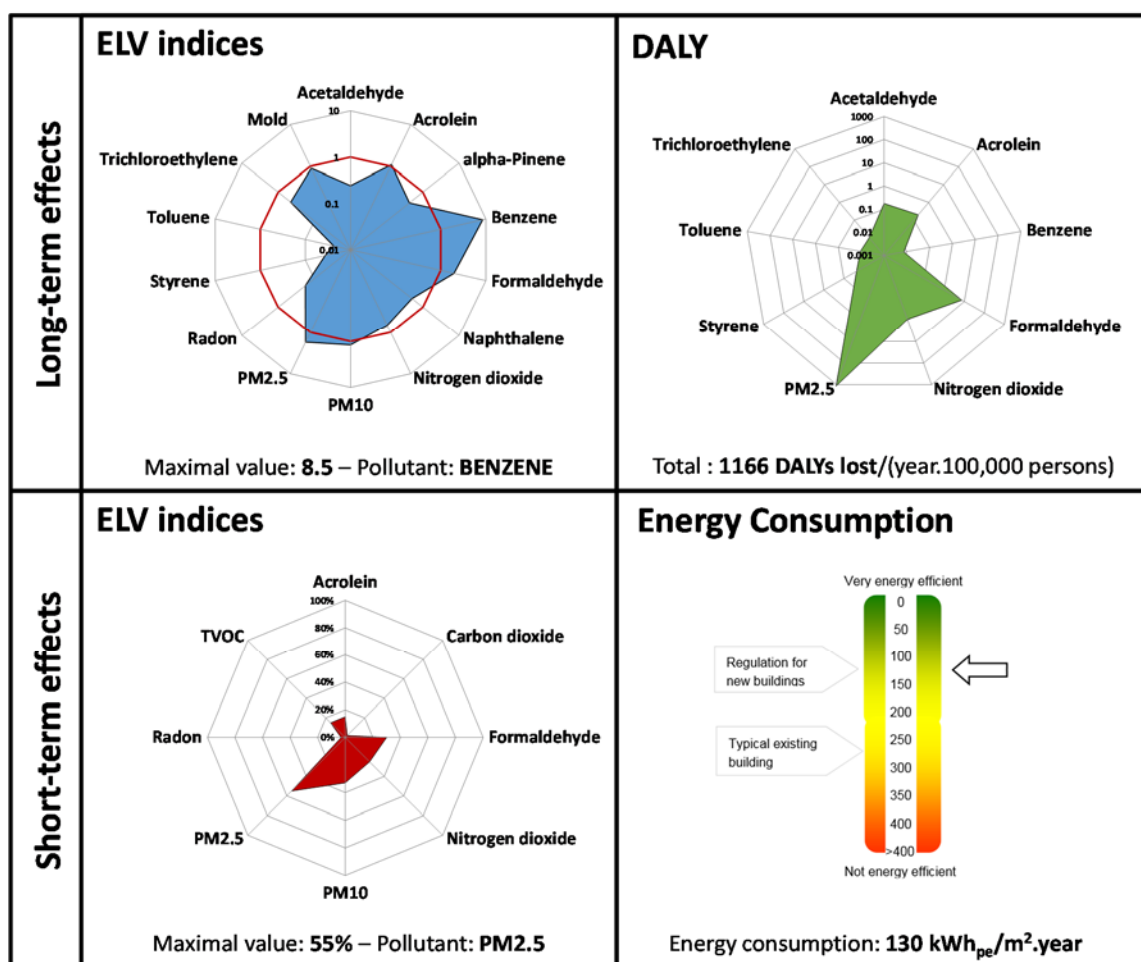 Long-term effects
ELV indices
Acetaldehyde
Acrolein
alpha-Pinene
Benzene
Formaldehyde
Naphthalene
Nitrogen dioxide
PM10
PM2.5
Radon
Styrene
Toluene
Trichloroethylene
Mold
10
1
0.1
0.01
Maximal value: 8.5 – Pollutant: BENZENE
DALY
Acetaldehyde
Acrolein
Benzene
Formaldehyde
Nitrogen dioxide
PM2.5
Styrene
Toluene
Trichloroethylene
1000
100
10
1
0.1
0.01
0.001
Total : 1166 DALYs lost/(year.100,000 persons)
Short-term effects
ELV indices
Acrolein
Carbon dioxide
Formaldehyde
Nitrogen dioxide
PM10
PM2.5
Radon
TVOC
100%
80%
60%
40%
20%
0%
Maximal value: 55% – Pollutant: PM2.5
Energy Consumption
Very energy efficient
0
50
100
150
200
250
300
350
400
>400
Not energy efficient
Regulation for
new buildings
Typical existing
building
Energy consumption: 130 kWhpe/m².year